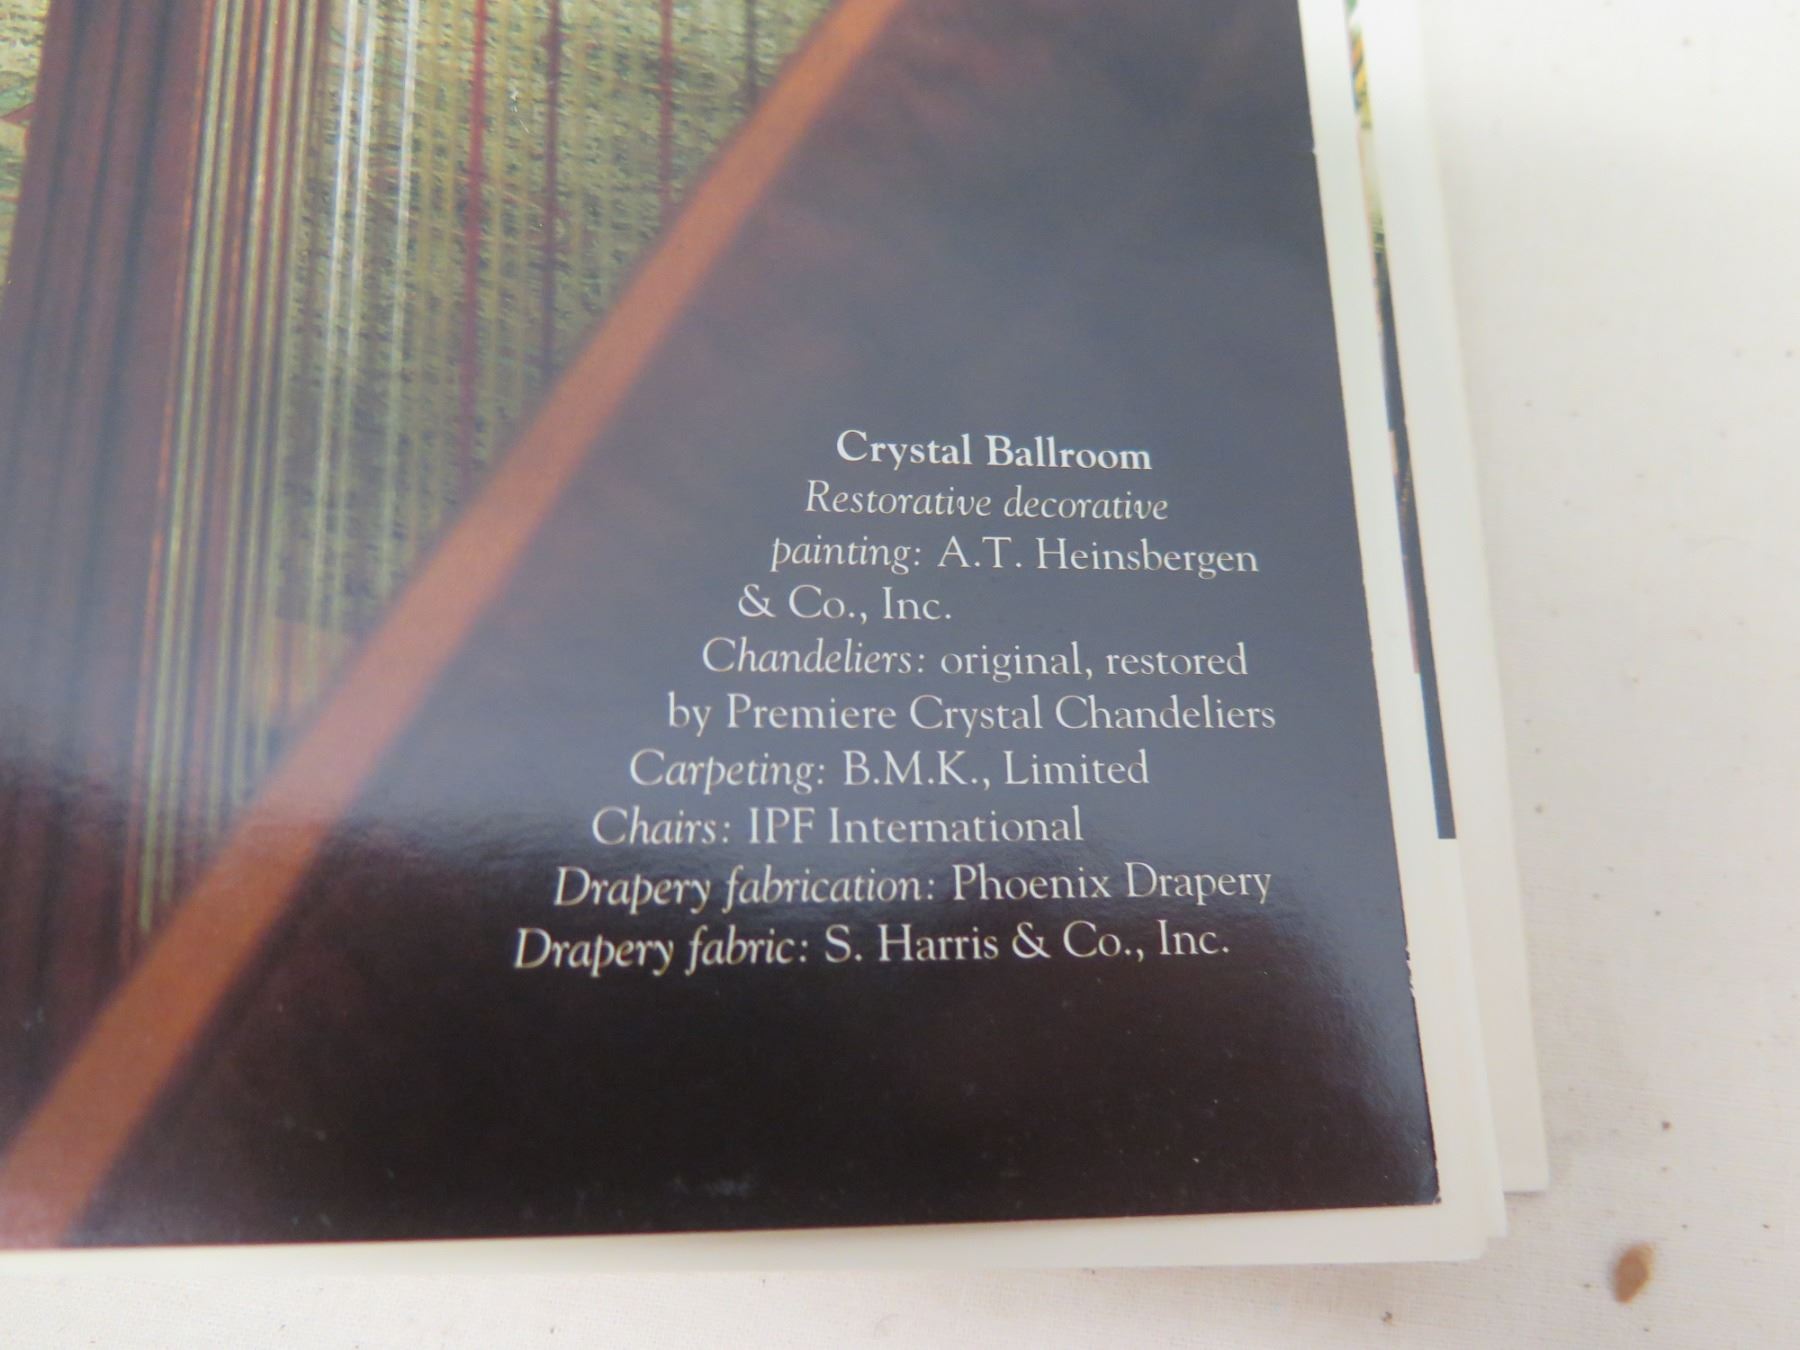 Crystal Ballroom
Restorative decorative
painting: A.T. Heinsbergen
& Co., Inc.
Chandeliers: original, restored
by Premiere Crystal Chandeliers
Carpeting: B.M.K., Limited
Chairs: IPF International
Drapery fabrication: Phoenix Drapery
Drapery fabric: S. Harris & Co., Inc.